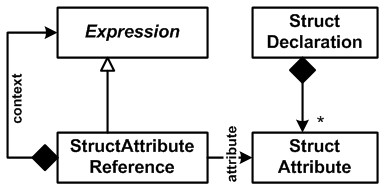 Expression
Struct
Declaration
context
*
StructAttribute
Reference
attribute
Struct
Attribute